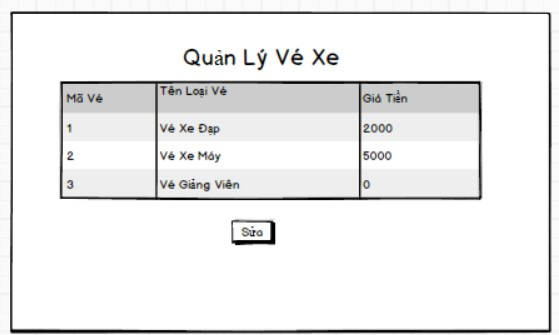 Quản Lý Vé Xe
Mã Vé Tên Loại Vé Giá Tiền
1 Vé Xe Đạp 2000
2 Vé Xe Máy 5000
3 Vé Giảng Viên 0
Sửa